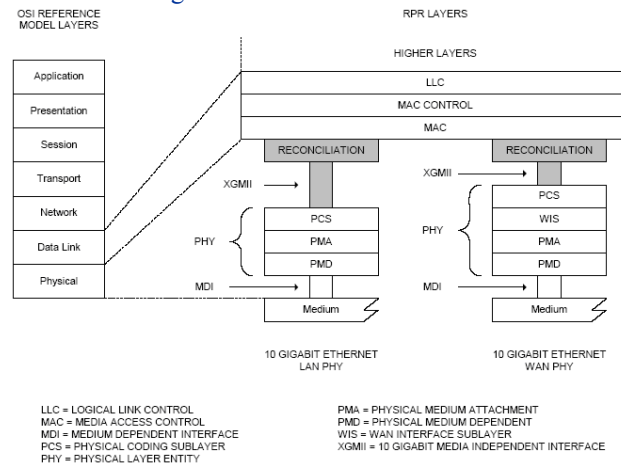 OSI REFERENCE
MODEL LAYERS
RPR LAYERS
HIGHER LAYERS
Application
Presentation
Session
Transport
Network
Data Link
Physical
LLC
MAC CONTROL
MAC
RECONCILIATION
XGMII
PCS
PHY
PMA
PMD
MDI
Medium
10 GIGABIT ETHERNET
LAN PHY
RECONCILIATION
XGMII
PCS
WIS
PHY
PMA
PMD
MDI
Medium
10 GIGABIT ETHERNET
WAN PHY
LLC = LOGICAL LINK CONTROL
MAC = MEDIA ACCESS CONTROL
MDI = MEDIUM DEPENDENT INTERFACE
PCS = PHYSICAL CODING SUBLAYER
PHY = PHYSICAL LAYER ENTITY
PMA = PHYSICAL MEDIUM ATTACHMENT
PMD = PHYSICAL MEDIUM DEPENDENT
WIS = WAN INTERFACE SUBLAYER
XGMII = 10 GIGABIT MEDIA INDEPENDENT INTERFACE